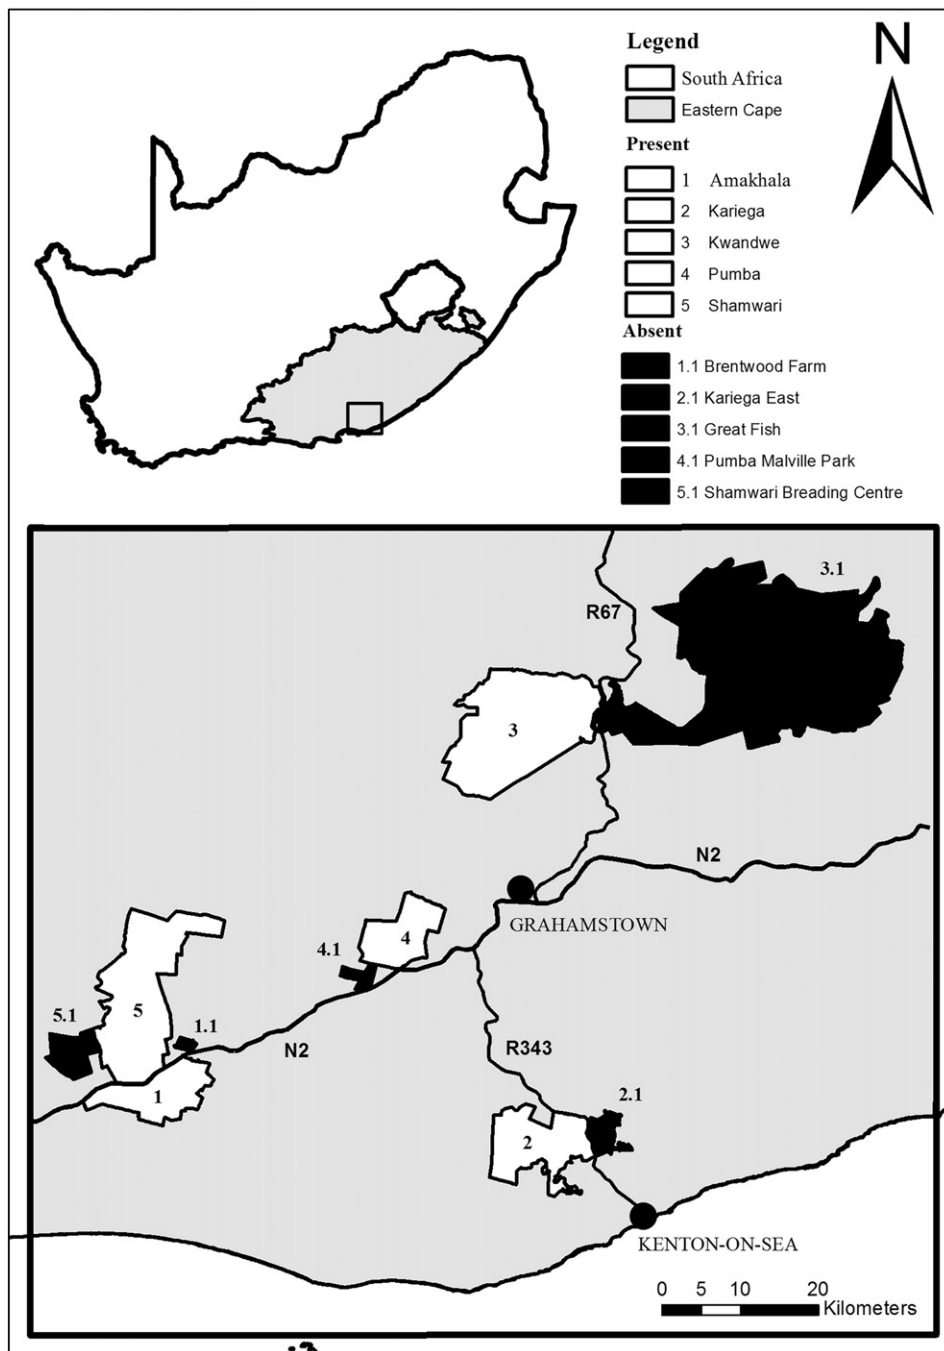 Legend
N
South Africa
Eastern Cape
Present
1 Amakhala
2 Kariega
3 Kwandwe
4 Pumba
5 Shamwari
Absent
1.1 Brentwood Farm
2.1 Kariega East
3.1 Great Fish
4.1 Pumba Malville Park
5.1 Shamwari Breading Centre
3.1
R67
3
N2
GRAHAMSTOWN
4.1
4
5
5.1
1.1
N2
R343
1
2.1
2
KENTON-ON-SEA
0 5 10 20
Kilometers